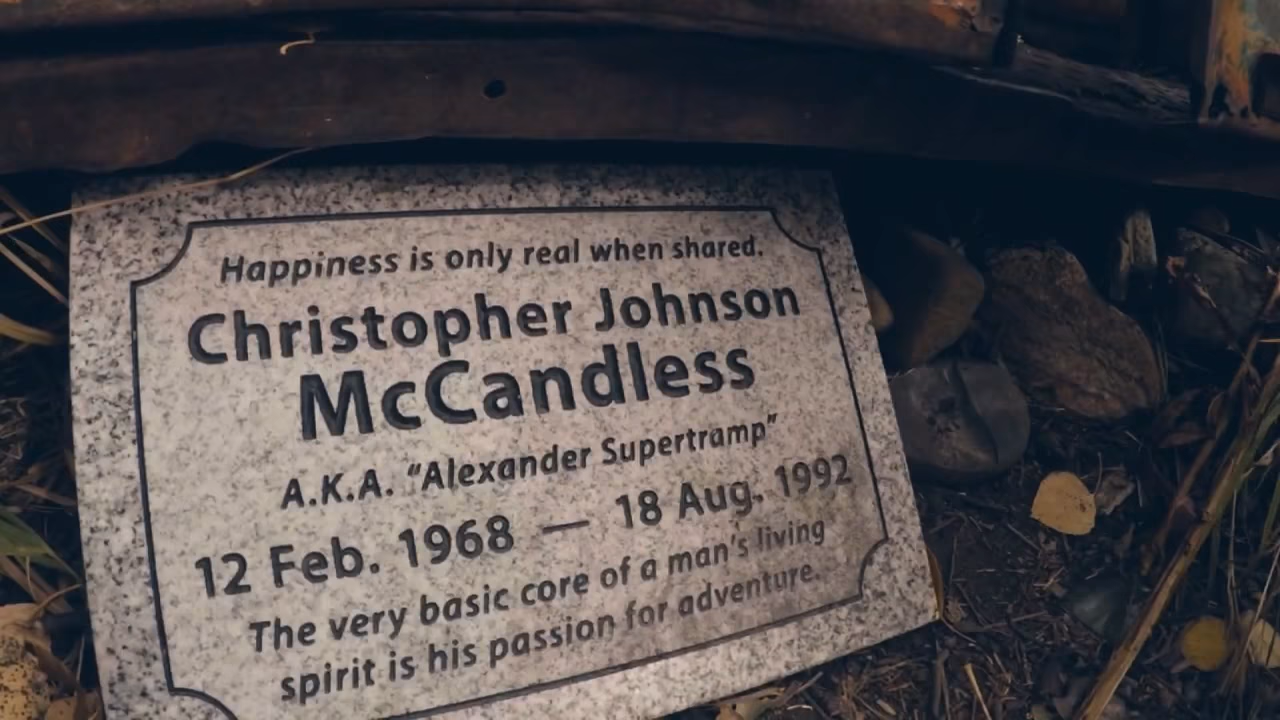 Happiness is only real when shared.
Christopher Johnson
McCandless
A.K.A. “Alexander Supertramp”
12 Feb. 1968 — 18 Aug. 1992
The very basic core of a man's living
spirit is his passion for adventure.